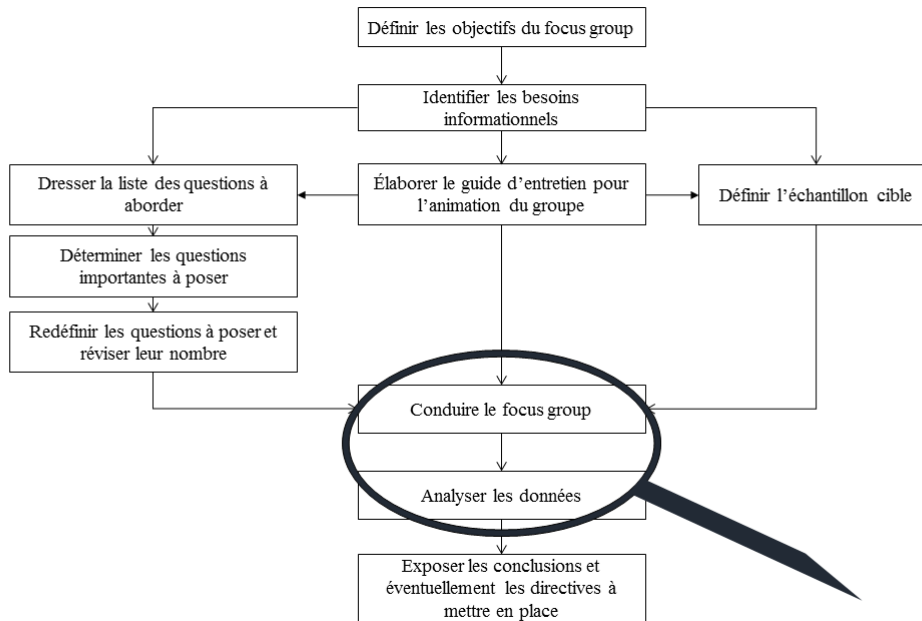 Définir les objectifs du focus group
Identifier les besoins
informationnels
Dresser la liste des questions à
aborder
Élaborer le guide d'entretien pour
l'animation du groupe
Définir l'échantillon cible
Déterminer les questions
importantes à poser
Redéfinir les questions à poser et
réviser leur nombre
Conduire le focus group
Analyser les données
Exposer les conclusions et
éventuellement les directives à
mettre en place